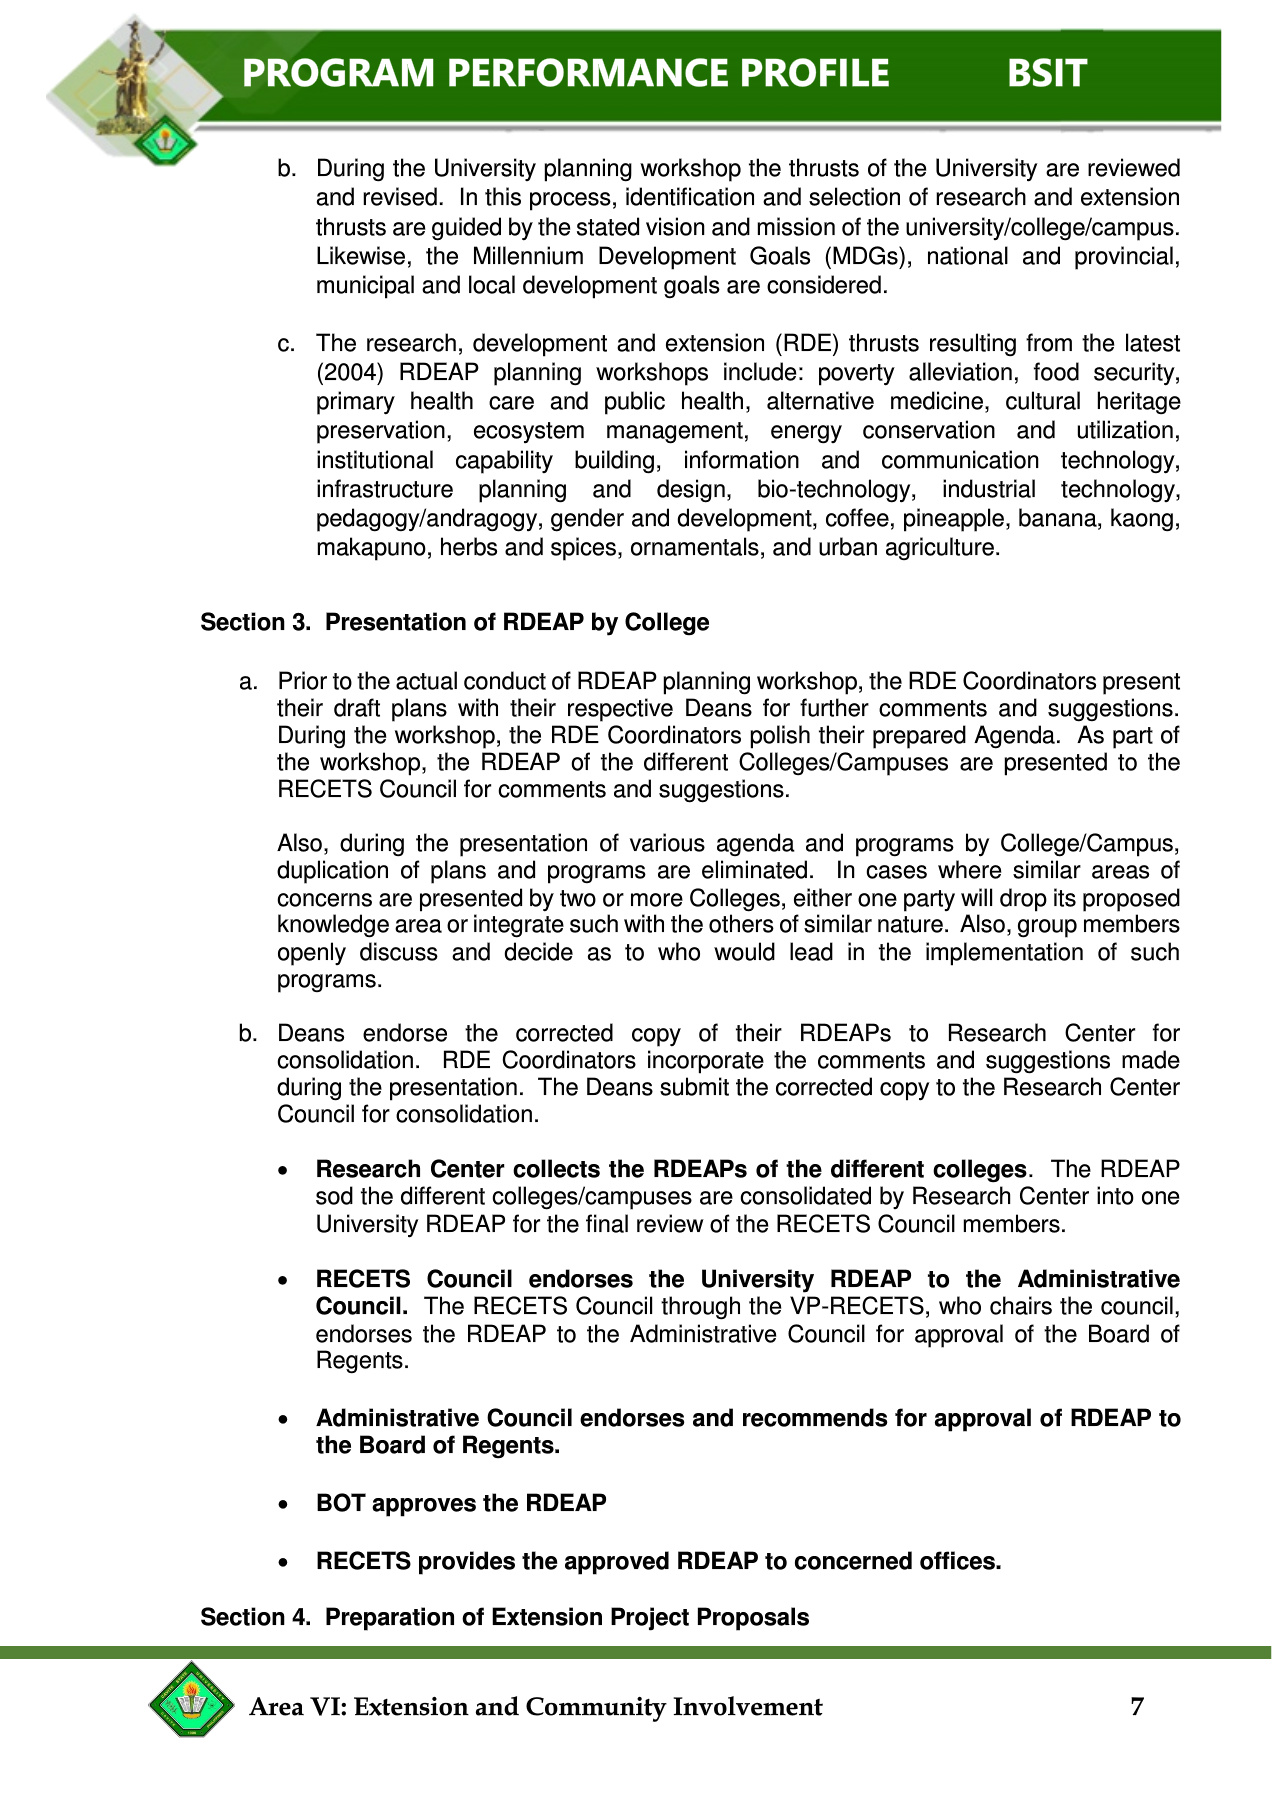 PROGRAM PERFORMANCE PROFILE BSIT
b. During the University planning workshop the thrusts of the University are reviewed
and revised. In this process, identification and selection of research and extension
thrusts are guided by the stated vision and mission of the university/college/campus.
Likewise, the Millennium Development Goals (MDGs), national and provincial,
municipal and local development goals are considered.
c. The research, development and extension (RDE) thrusts resulting from the latest
(2004) RDEAP planning workshops include: poverty alleviation, food security,
primary health care and public health, alternative medicine, cultural heritage
preservation, ecosystem management, energy conservation and utilization,
institutional capability building, information and communication technology,
infrastructure planning and design, bio-technology, industrial technology,
pedagogy/andragogy, gender and development, coffee, pineapple, banana, kaong,
makapuno, herbs and spices, ornamentals, and urban agriculture.
Section 3. Presentation of RDEAP by College
a. Prior to the actual conduct of RDEAP planning workshop, the RDE Coordinators present
their draft plans with their respective Deans for further comments and suggestions.
During the workshop, the RDE Coordinators polish their prepared Agenda. As part of
the workshop, the RDEAP of the different Colleges/Campuses are presented to the
RECETS Council for comments and suggestions.
Also, during the presentation of various agenda and programs by College/Campus,
duplication of plans and programs are eliminated. In cases where similar areas of
concerns are presented by two or more Colleges, either one party will drop its proposed
knowledge area or integrate such with the others of similar nature. Also, group members
openly discuss and decide as to who would lead in the implementation of such
programs.
b. Deans endorse the corrected copy of their RDEAPs to Research Center for
consolidation. RDE Coordinators incorporate the comments and suggestions made
during the presentation. The Deans submit the corrected copy to the Research Center
Council for consolidation.
• Research Center collects the RDEAPs of the different colleges. The RDEAP
sod the different colleges/campuses are consolidated by Research Center into one
University RDEAP for the final review of the RECETS Council members.
• RECETS Council endorses the University RDEAP to the Administrative
Council. The RECETS Council through the VP-RECETS, who chairs the council,
endorses the RDEAP to the Administrative Council for approval of the Board of
Regents.
• Administrative Council endorses and recommends for approval of RDEAP to
the Board of Regents.
• BOT approves the RDEAP
• RECETS provides the approved RDEAP to concerned offices.
Section 4. Preparation of Extension Project Proposals
Area VI: Extension and Community Involvement 7